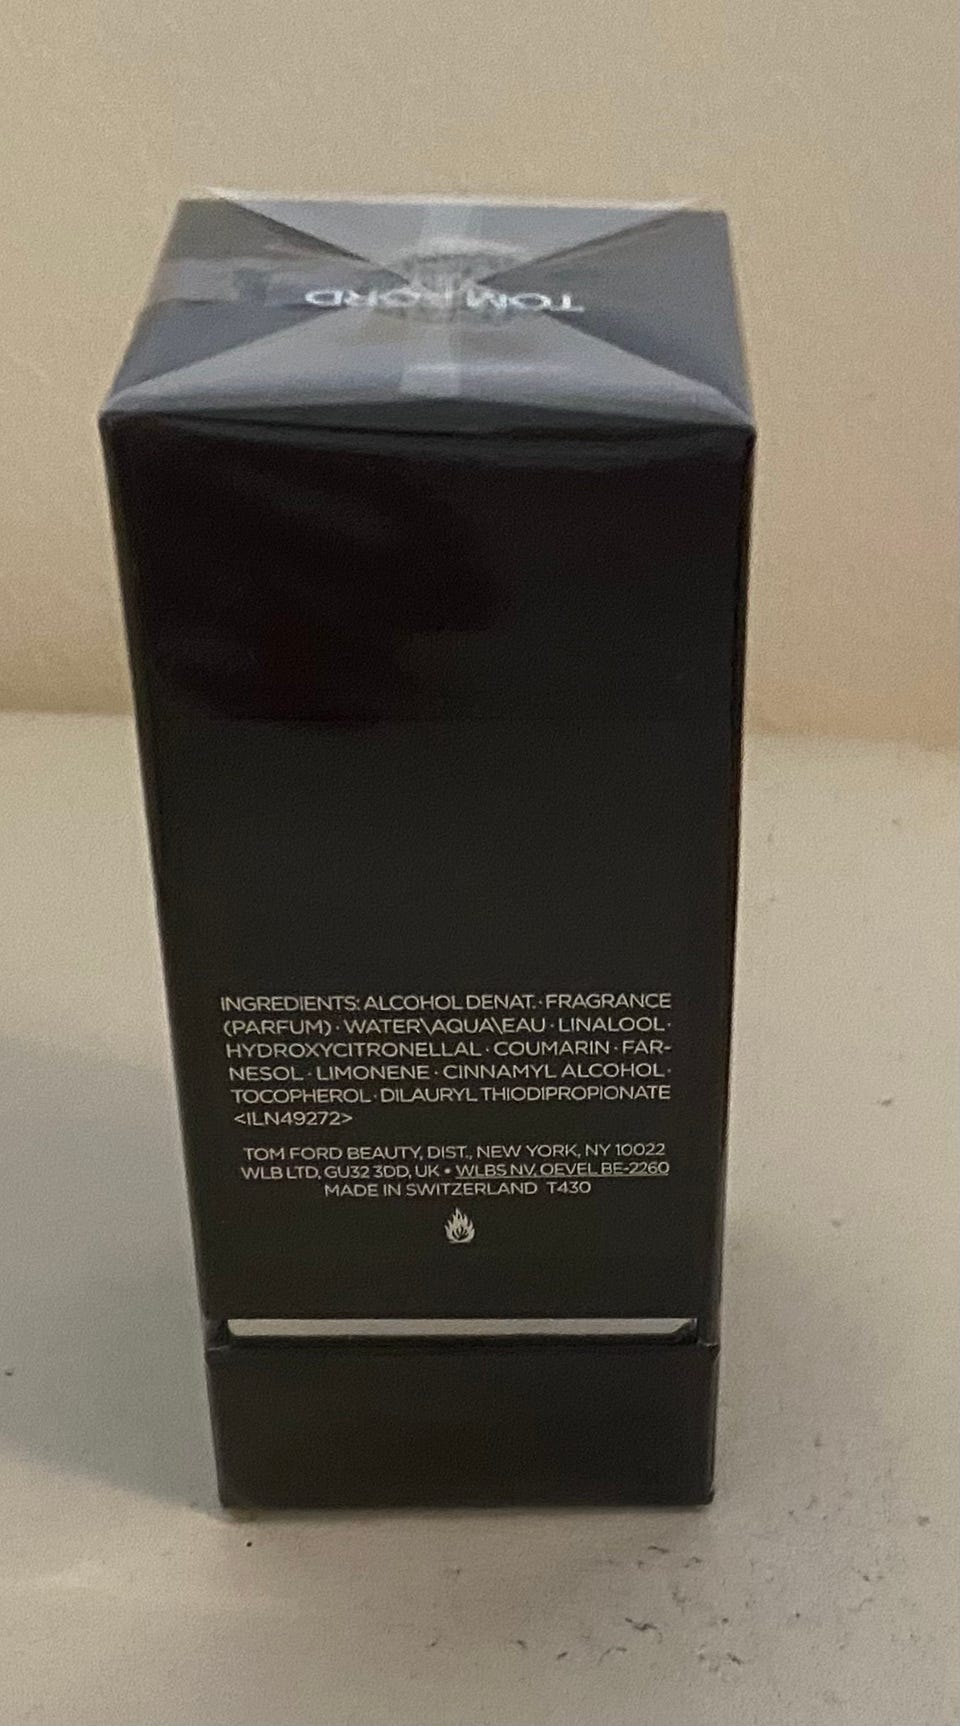 TOM FORD
INGREDIENTS: ALCOHOL DENAT. · FRAGRANCE
(PARFUM) · WATER\AQUA\EAU · LINALOOL ·
HYDROXYCITRONELLAL · COUMARIN · FAR-
NESOL · LIMONENE · CINNAMYL ALCOHOL ·
TOCOPHEROL · DILAURYL THIODIPROPIONATE
<ILN49272>
TOM FORD BEAUTY, DIST., NEW YORK, NY 10022
WLB LTD, GU32 3DD, UK • WLBS NV, OEVEL BE-2260
MADE IN SWITZERLAND T430